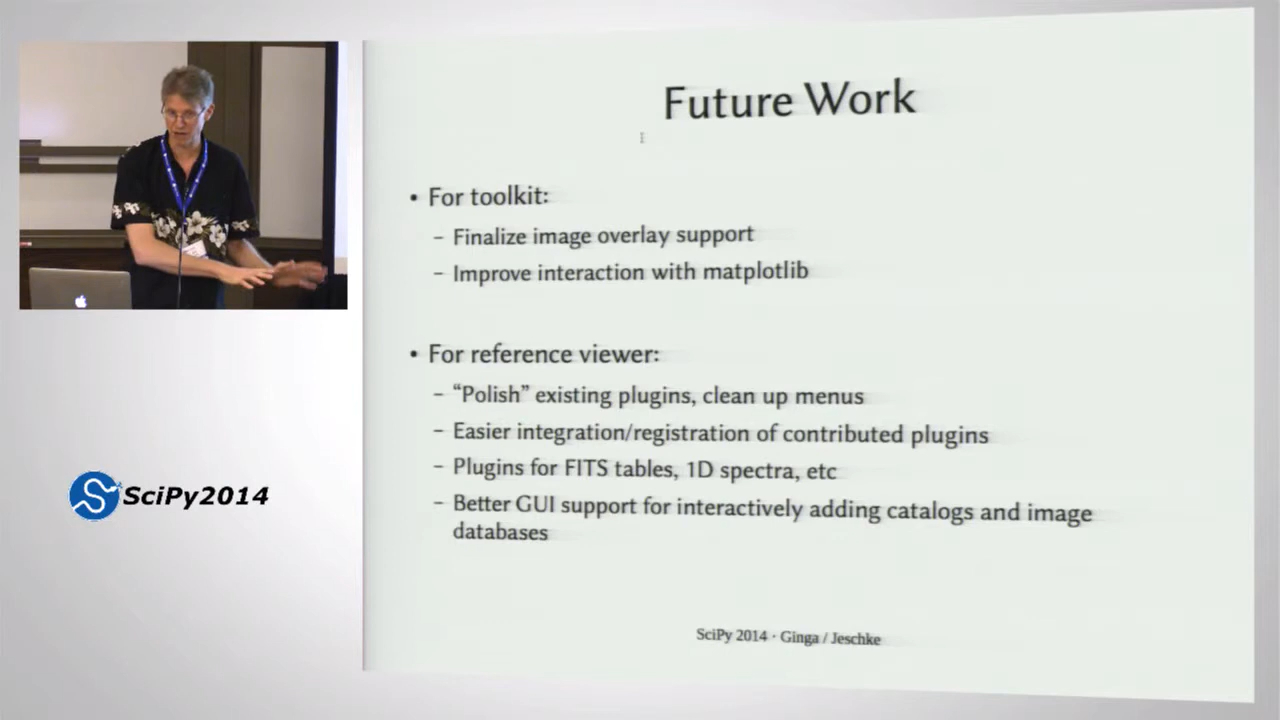 Future Work
• For toolkit:
– Finalize image overlay support
– Improve interaction with matplotlib
• For reference viewer:
– “Polish” existing plugins, clean up menus
– Easier integration/registration of contributed plugins
– Plugins for FITS tables, 1D spectra, etc
– Better GUI support for interactively adding catalogs and image
databases
SciPy 2014 · Ginga / Jeschke
SciPy2014